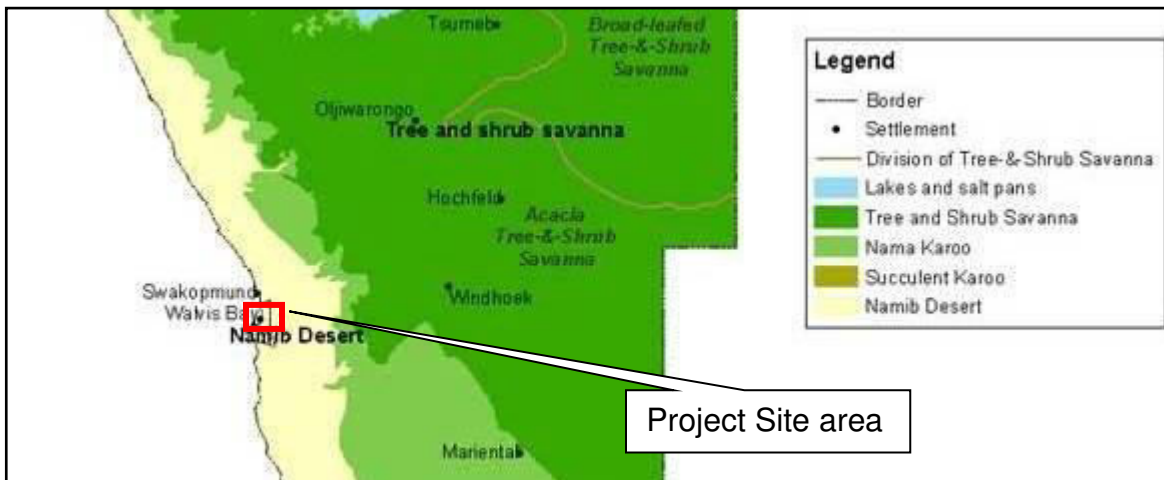 Tsumeb
Broad-leafed
Tree-&-Shrub
Savanna
Otjiwarongo
Tree and shrub savanna
Hochfeld
Acacia
Tree-&-Shrub
Savanna
Swakopmund
Windhoek
Walvis Bay
Namib Desert
Mariental
Project Site area
Legend
Border
Settlement
Division of Tree-&-Shrub Savanna
Lakes and salt pans
Tree and Shrub Savanna
Nama Karoo
Succulent Karoo
Namib Desert